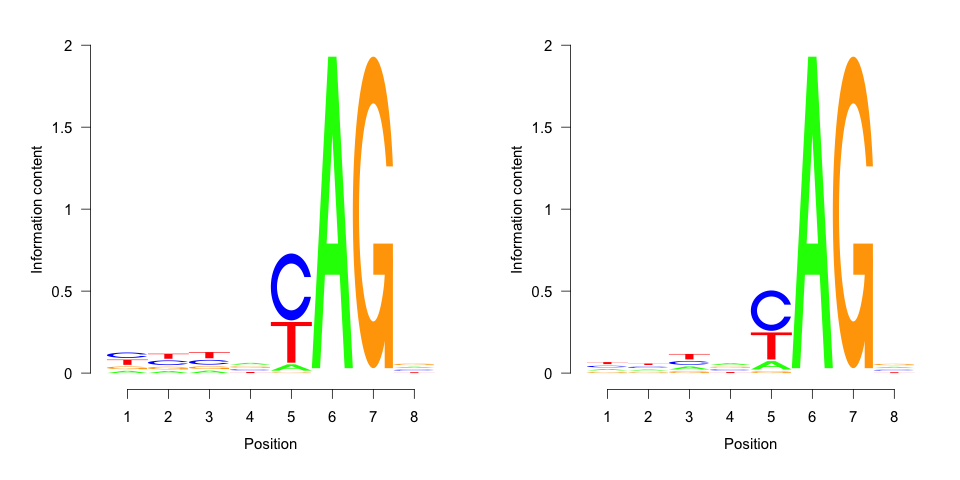 2
1.5
1
0.5
0
Information content
C
T
A
G
1 2 3 4 5 6 7 8
Position
2
1.5
1
0.5
0
Information content
C
T
A
G
1 2 3 4 5 6 7 8
Position